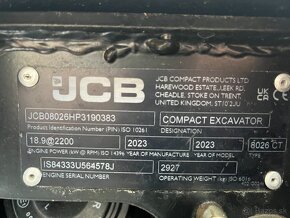 JCB
JCB COMPACT PRODUCTS LTD
HAREWOOD ESTATE, LEEK RD.
CHEADLE, STOKE ON TRENT
UNITED KINGDOM, ST10 2JU
UK CA
CE
JCB08026HP3190383
Product Identification Number (PIN) ISO 10261
COMPACT EXCAVATOR
DESIGNATION
18.9@2200
2023
2023
8026 CT
ENGINE POWER (kW @ RPM) ISO 14396
YEAR OF MANUFACTURE
YEAR OF MODEL
TYPE
IS84333U564578J
ENGINE SERIAL NUMBER
2927
Operating Weight (kg) ISO 6016